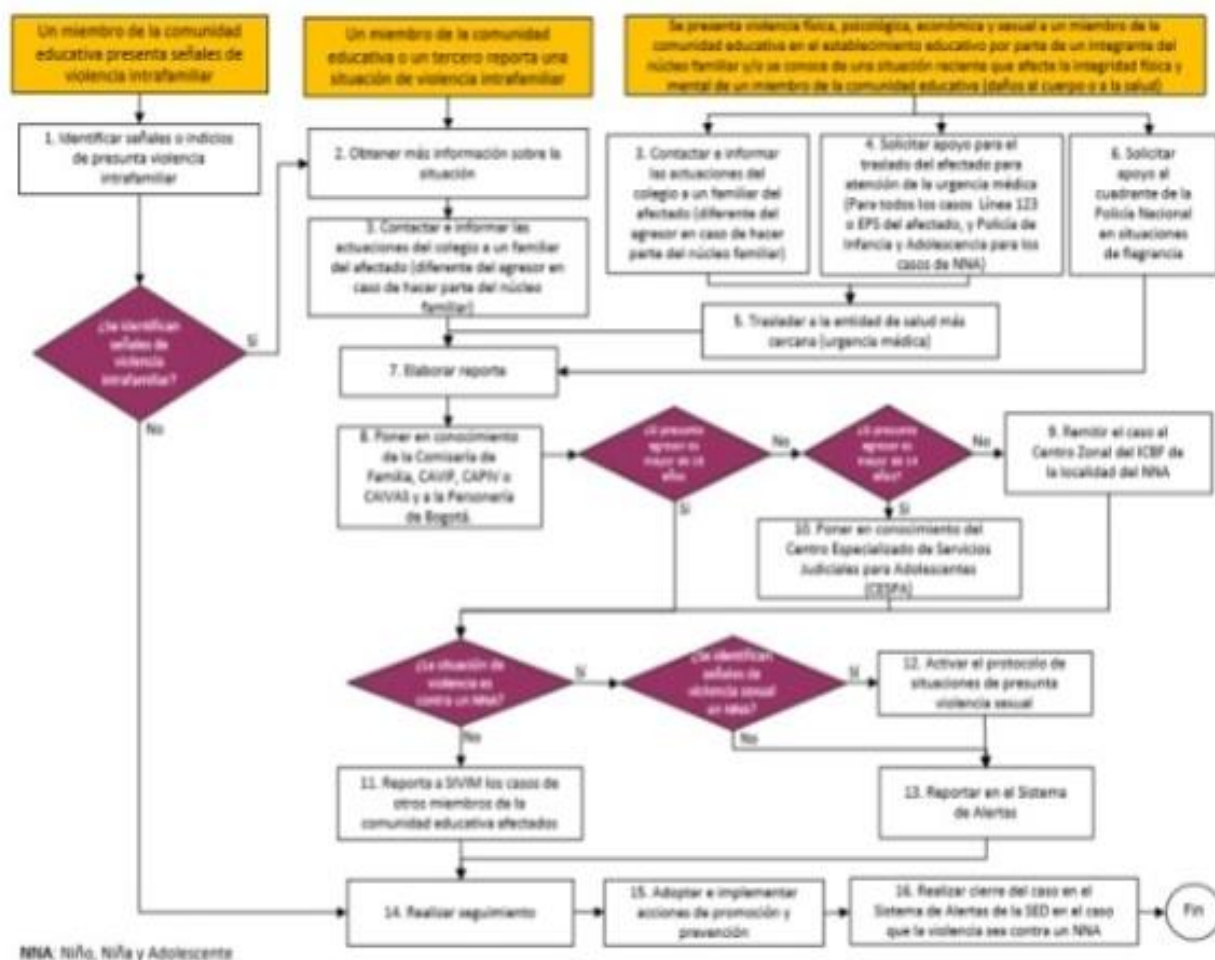 Un miembro de la comunidad
educativa presenta señales de
violencia intrafamiliar
Un miembro de la comunidad
educativa o un tercero reporta una
situación de violencia intrafamiliar
Se presenta violencia física, psicológica, económica y sexual a un miembro de la
comunidad educativa en el establecimiento educativo por parte de un integrante del
núcleo familiar y/o se conoce de una situación reciente que afecte la integridad física y
mental de un miembro de la comunidad educativa (daños al cuerpo o a la salud)
1. Identificar señales o indicios
de presunta violencia
intrafamiliar
2. Obtener más información sobre la
situación
3. Contactar e informar
las actuaciones del
colegio a un familiar del
afectado (diferente del
agresor en caso de hacer
parte del núcleo familiar)
4. Solicitar apoyo para el
traslado del afectado para
atención de la urgencia médica
(Para todos los casos Línea 123
o EPS del afectado, y Policía de
Infancia y Adolescencia para los
casos de NNA)
6. Solicitar
apoyo al
cuadrante de la
Policía Nacional
en situaciones
de flagrancia
3. Contactar e informar las
actuaciones del colegio a un familiar
del afectado (diferente del agresor en
caso de hacer parte del núcleo
familiar)
¿Se identifican
señales de
violencia
intrafamiliar?
Sí
No
5. Trasladar a la entidad de salud más
cercana (urgencia médica)
7. Elaborar reporte
8. Poner en conocimiento
de la Comisaría de
Familia, CAVIF, CAPIV o
CAIVAS y a la Personería
de Bogotá.
¿El presunto
agresor es
mayor de 18
años
No
Sí
¿El presunto
agresor es
mayor de 14
años?
No
Sí
9. Remitir el caso al
Centro Zonal del ICBF de
la localidad del NNA
10. Poner en conocimiento del
Centro Especializado de Servicios
Judiciales para Adolescentes
(CESPA)
¿La situación de
violencia es
contra un NNA?
Sí
No
¿Se identifican
señales de
violencia sexual
en NNA?
Sí
No
12. Activar el protocolo de
situaciones de presunta
violencia sexual
11. Reporta a SIVIM los casos de
otros miembros de la
comunidad educativa afectados
13. Reportar en el Sistema
de Alertas
14. Realizar seguimiento
15. Adoptar e implementar
acciones de promoción y
prevención
16. Realizar cierre del caso en el
Sistema de Alertas de la SED en el caso
que la violencia sea contra un NNA
Fin
NNA: Niño, Niña y Adolescente